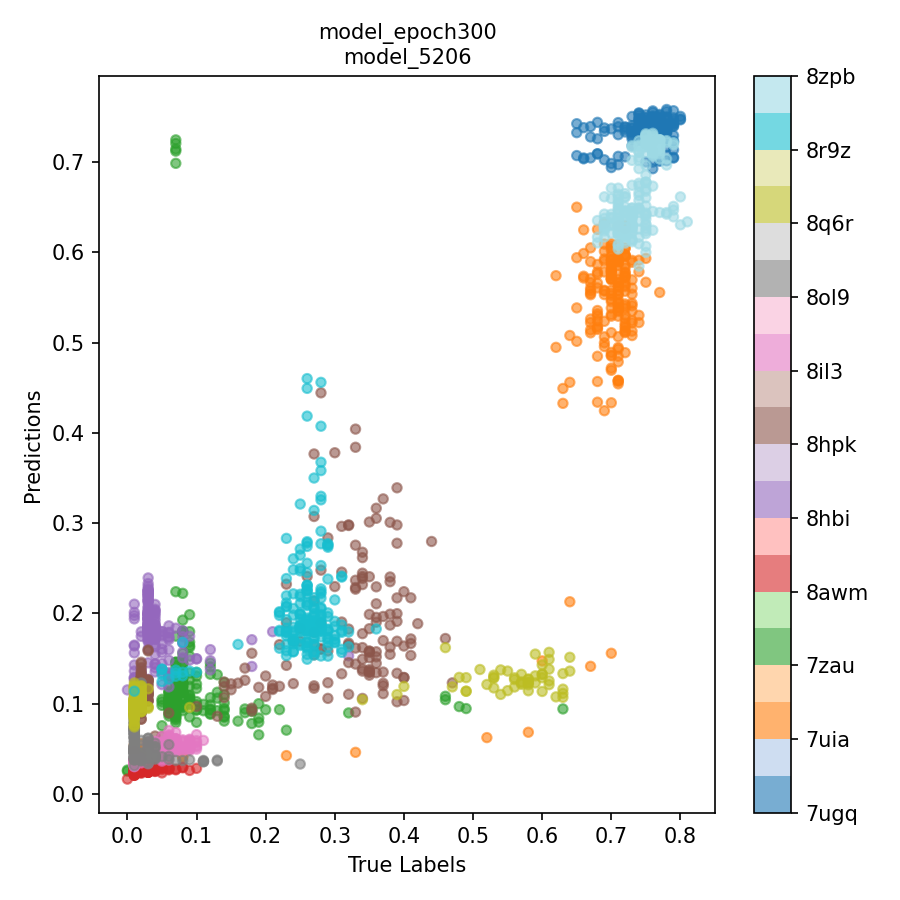 model_epoch300
model_5206
Predictions
0.7
0.6
0.5
0.4
0.3
0.2
0.1
0.0
0.0 0.1 0.2 0.3 0.4 0.5 0.6 0.7 0.8
True Labels
8zpb
8r9z
8q6r
8ol9
8il3
8hpk
8hbi
8awm
7zau
7uia
7ugq